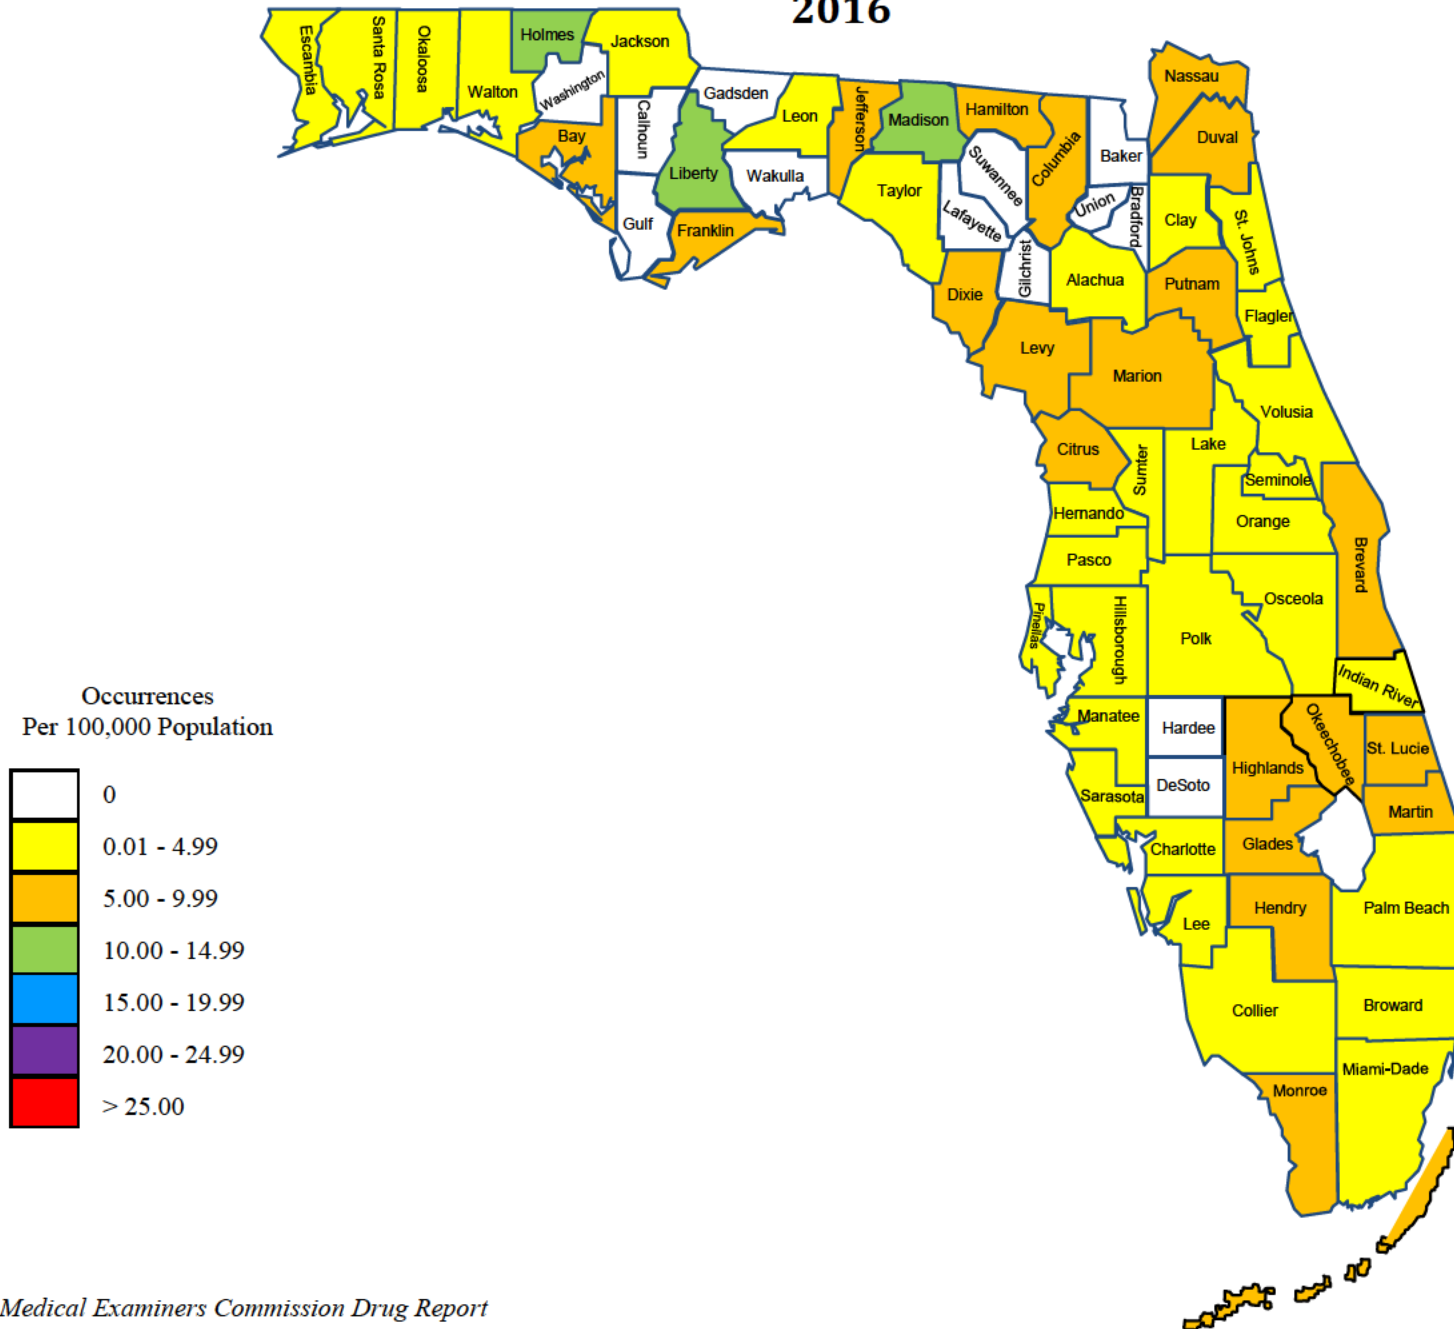 2016
Escambia
Santa Rosa
Okaloosa
Walton
Holmes
Washington
Jackson
Bay
Calhoun
Gulf
Gadsden
Liberty
Franklin
Leon
Wakulla
Jefferson
Madison
Taylor
Hamilton
Suwannee
Lafayette
Columbia
Baker
Union
Bradford
Nassau
Duval
Clay
St. Johns
Dixie
Gilchrist
Alachua
Putnam
Flagler
Levy
Marion
Volusia
Citrus
Sumter
Lake
Seminole
Hernando
Orange
Brevard
Pasco
Osceola
Pinellas
Hillsborough
Polk
Indian River
Manatee
Hardee
Highlands
Okeechobee
St. Lucie
Sarasota
DeSoto
Martin
Charlotte
Glades
Lee
Hendry
Palm Beach
Collier
Broward
Miami-Dade
Monroe
Occurrences
Per 100,000 Population
0
0.01 - 4.99
5.00 - 9.99
10.00 - 14.99
15.00 - 19.99
20.00 - 24.99
> 25.00
Medical Examiners Commission Drug Report